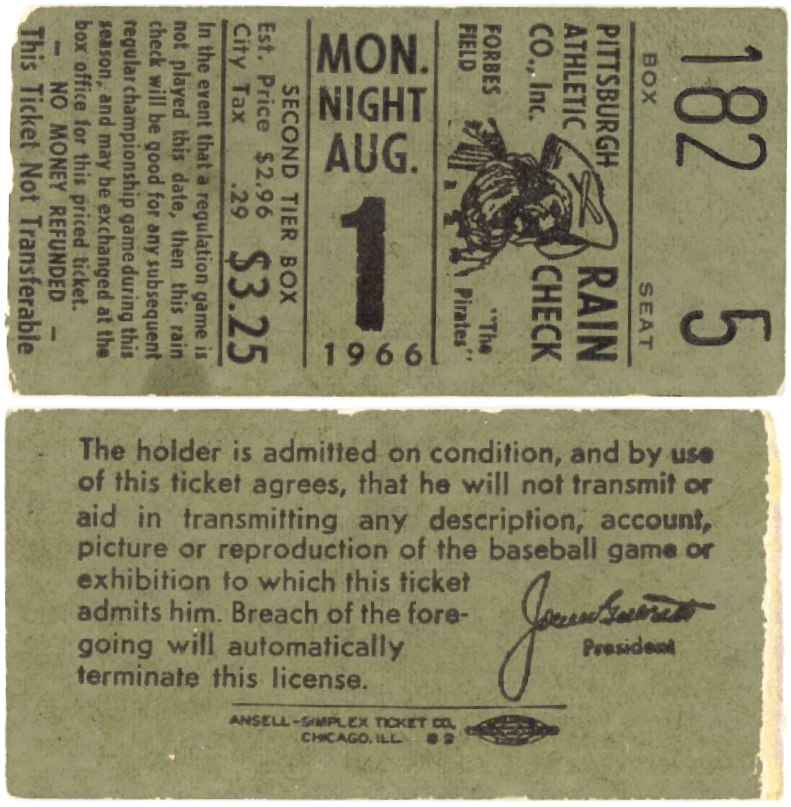 BOX 182 SEAT 5
PITTSBURGH
ATHLETIC
CO., Inc.
FORBES
FIELD
RAIN
CHECK
"The
Pirates"
MON.
NIGHT
AUG.
1
1966
SECOND TIER BOX
Est. Price $2.96
City Tax .29
$3.25
In the event that a regulation game is
not played this date, then this rain
check will be good for any subsequent
regular championship game during this
season, and may be exchanged at the
box office for this priced ticket.
— NO MONEY REFUNDED —
This Ticket Not Transferable
The holder is admitted on condition, and by use
of this ticket agrees, that he will not transmit or
aid in transmitting any description, account,
picture or reproduction of the baseball game or
exhibition to which this ticket
admits him. Breach of the fore-
going will automatically
terminate this license.
President
ANSELL-SIMPLEX TICKET CO.
CHICAGO, ILL.